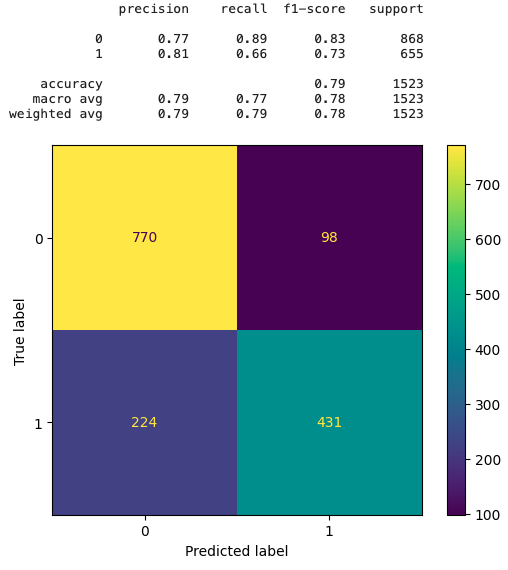 precision recall f1-score support
0 0.77 0.89 0.83 868
1 0.81 0.66 0.73 655
accuracy 0.79 1523
macro avg 0.79 0.77 0.78 1523
weighted avg 0.79 0.79 0.78 1523
770 98
224 431
0
1
True label
0 1
Predicted label
700
600
500
400
300
200
100